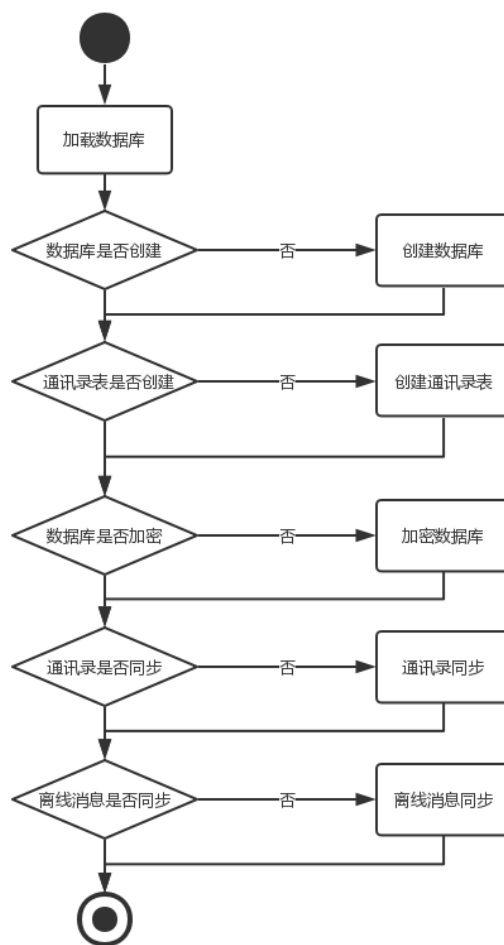 加载数据库
数据库是否创建
否
创建数据库
通讯录表是否创建
否
创建通讯录表
数据库是否加密
否
加密数据库
通讯录是否同步
否
通讯录同步
离线消息是否同步
否
离线消息同步